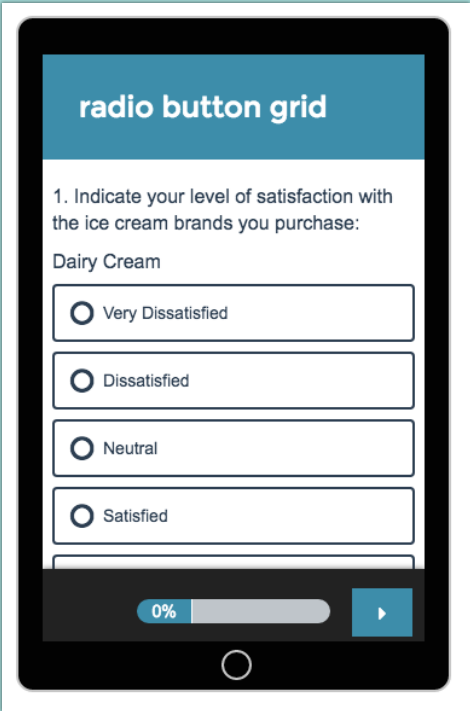 radio button grid
1. Indicate your level of satisfaction with
the ice cream brands you purchase:
Dairy Cream
Very Dissatisfied
Dissatisfied
Neutral
Satisfied
0%